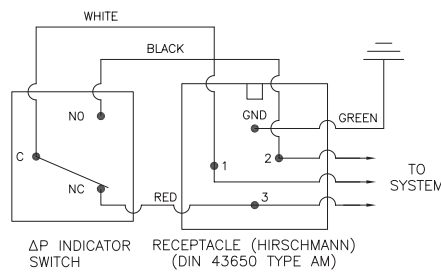 WHITE
BLACK
NO
GND
GREEN
C
1
2
TO
SYSTEM
NC
RED
3
ΔP INDICATOR
SWITCH
RECEPTACLE (HIRSCHMANN)
(DIN 43650 TYPE AM)